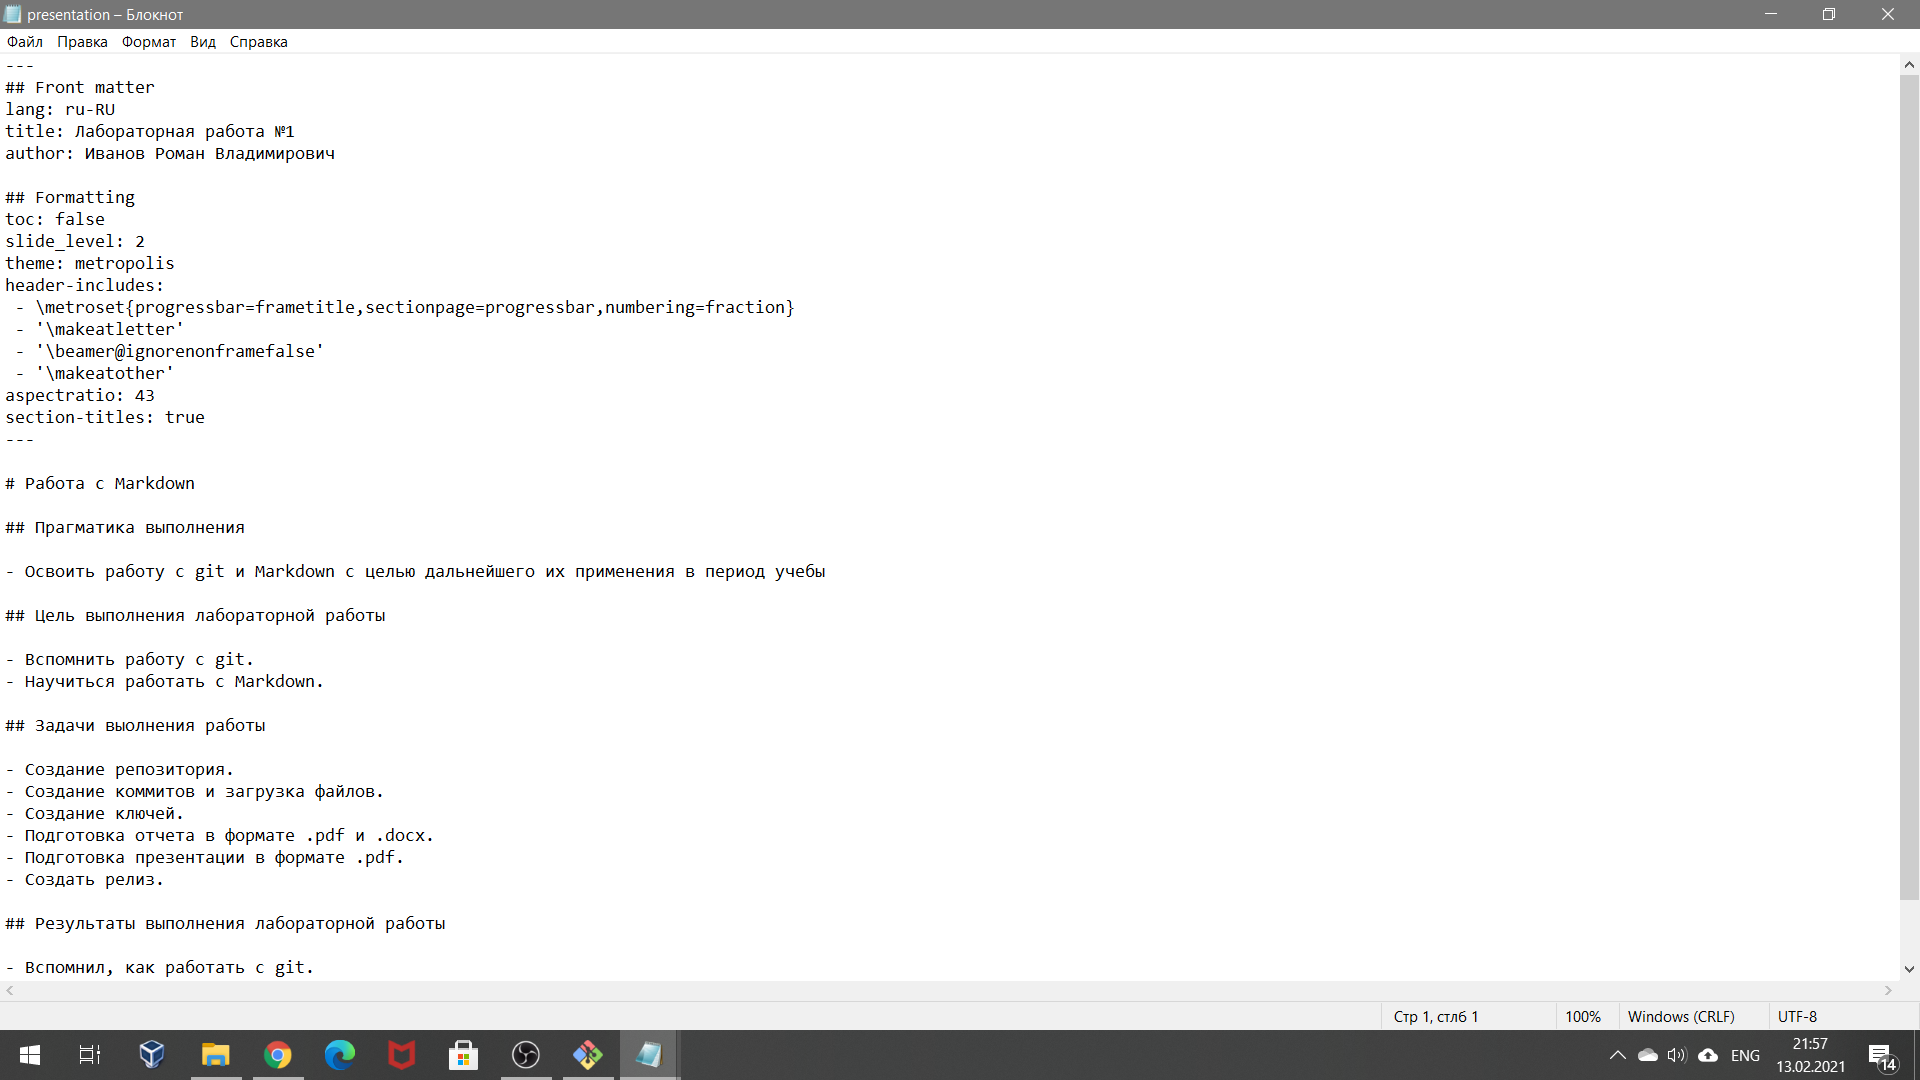 presentation – Блокнот
Файл Правка Формат Вид Справка
---
## Front matter
lang: ru-RU
title: Лабораторная работа №1
author: Иванов Роман Владимирович

## Formatting
toc: false
slide_level: 2
theme: metropolis
header-includes:
 - \metroset{progressbar=frametitle,sectionpage=progressbar,numbering=fraction}
 - '\makeatletter'
 - '\beamer@ignorenonframefalse'
 - '\makeatother'
aspectratio: 43
section-titles: true
---

# Работа с Markdown

## Прагматика выполнения

- Освоить работу с git и Markdown с целью дальнейшего их применения в период учебы

## Цель выполнения лабораторной работы

- Вспомнить работу с git.
- Научиться работать с Markdown.

## Задачи выолнения работы

- Создание репозитория.
- Создание коммитов и загрузка файлов.
- Создание ключей.
- Подготовка отчета в формате .pdf и .docx.
- Подготовка презентации в формате .pdf.
- Создать релиз.

## Результаты выполнения лабораторной работы

- Вспомнил, как работать с git.
Стр 1, стлб 1 100% Windows (CRLF) UTF-8
ENG 21:57
13.02.2021 14